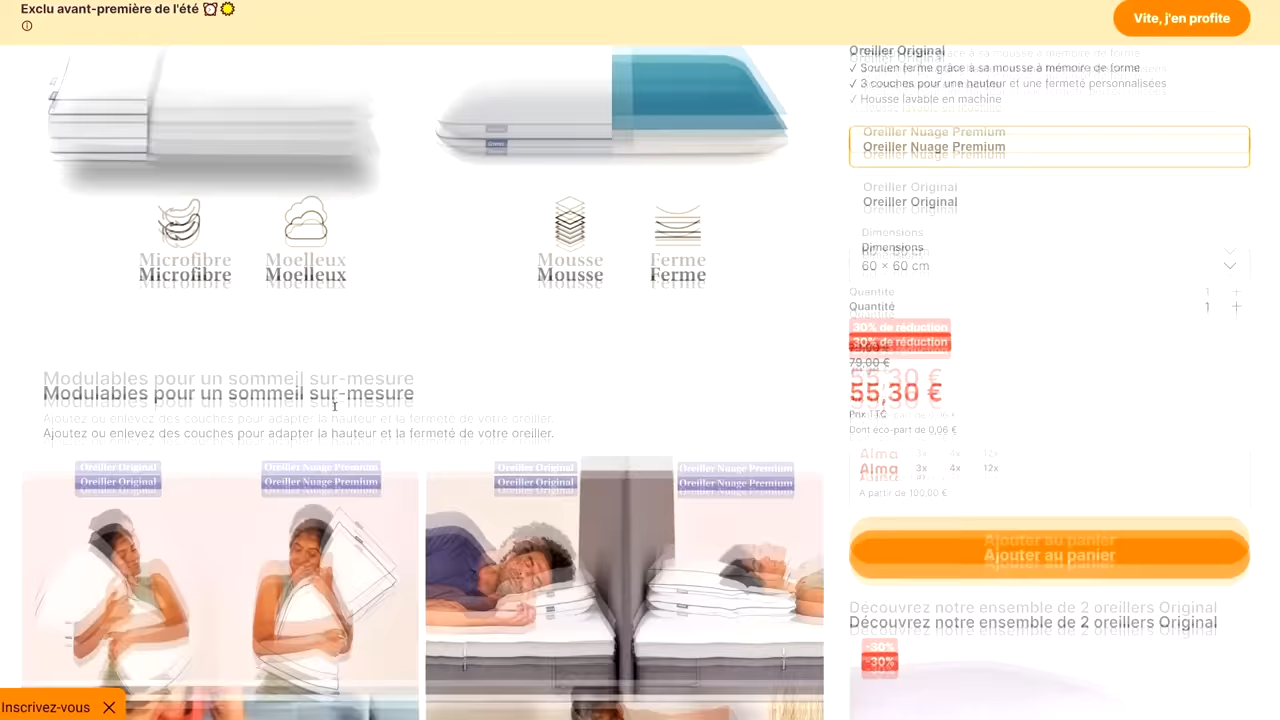 Exclu avant-première de l'été
Vite, j'en profite
Microfibre
Moelleux
Mousse
Ferme
Modulables pour un sommeil sur-mesure
Ajoutez ou enlevez des couches pour adapter la hauteur et la fermeté de votre oreiller.
Oreiller Original
Oreiller Nuage Premium
Oreiller Original
Oreiller Nuage Premium
Inscrivez-vous
Oreiller Original
✓ Soutien ferme grâce à sa mousse à mémoire de forme
✓ 3 couches pour une hauteur et une fermeté personnalisées
✓ Housse lavable en machine
Oreiller Nuage Premium
Oreiller Original
Dimensions
60 × 60 cm
Quantité
1 +
30% de réduction
79,00 €
55,30 €
Prix TTC
Dont éco-part de 0,06 €
Alma 3x 4x 12x
A partir de 100,00 €
Ajouter au panier
Découvrez notre ensemble de 2 oreillers Original
-30%